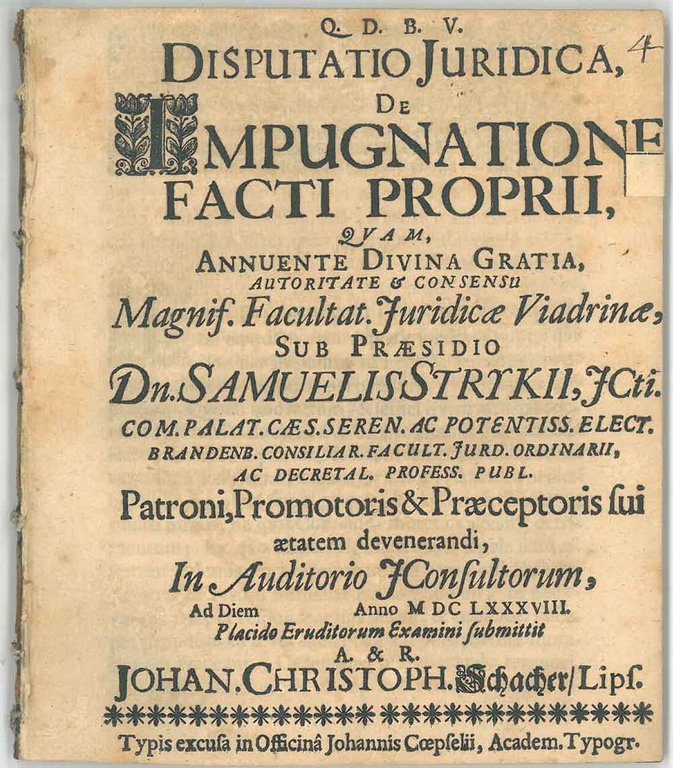 Q. D. B. V.
4
DISPUTATIO JURIDICA,
DE
IMPUGNATIONE
FACTI PROPRII,
QVAM,
ANNUENTE DIVINA GRATIA,
AUTORITATE & CONSENSU
Magnif. Facultat. Juridicæ Viadrinæ,
SUB PRÆSIDIO
Dn. SAMUELIS STRYKII, JCti.
COM. PALAT. CÆS. SEREN. AC POTENTISS. ELECT.
BRANDENB. CONSILIAR. FACULT. JURD. ORDINARII,
AC DECRETAL. PROFESS. PUBL.
Patroni, Promotoris & Præceptoris ſui
ætatem devenerandi,
In Auditorio JConſultorum,
Ad Diem Anno M DC LXXXVIII.
Placido Eruditorum Examini ſubmittit
A. & R.
JOHAN. CHRISTOPH. Schacher/ Lipſ.
Typis excuſa in Officinâ Johannis Cœpſelii, Academ. Typogr.